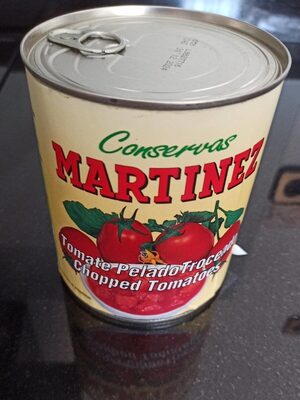 Conservas
MARTINEZ
Tomate Pelado Troceado
Chopped Tomatoes